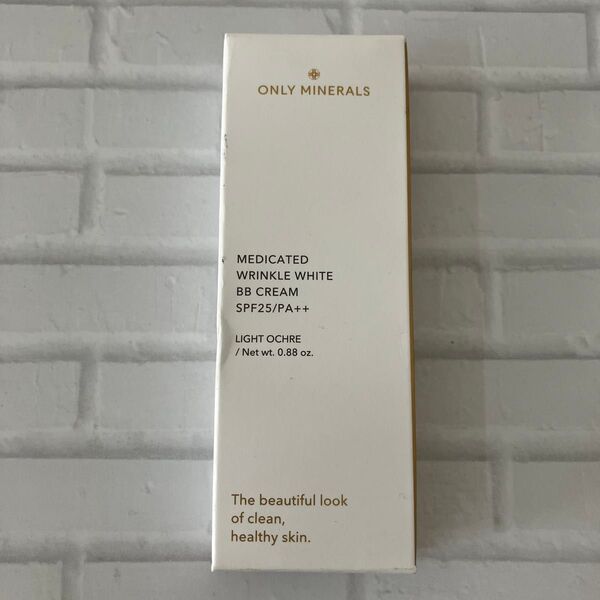 ONLY MINERALS
MEDICATED
WRINKLE WHITE
BB CREAM
SPF25/PA++
LIGHT OCHRE
/ Net wt. 0.88 oz.
The beautiful look
of clean,
healthy skin.